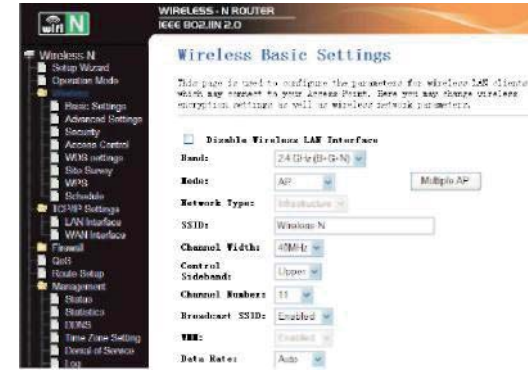 wifi N
WIRELESS - N ROUTER
IEEE 802.11N 2.0
Wireless-N
Setup Wizard
Operation Mode
Wireless
Basic Settings
Advanced Settings
Security
Access Control
WDS settings
Site Survey
WPS
Schedule
TCP/IP Settings
LAN Interface
WAN Interface
Firewall
QoS
Route Setup
Management
Status
Statistics
DDNS
Time Zone Setting
Denial of Service
Log
Wireless Basic Settings
This page is used to configure the parameters for wireless LAN clients
which may connect to your Access Point. Here you may change wireless
encryption settings as well as wireless network parameters.
Disable Wireless LAN Interface
Band: 2.4 GHz (B+G+N)
Mode: AP Multiple AP
Network Type: Infrastructure
SSID: Wireless-N
Channel Width: 40MHz
Control
Sideband: Upper
Channel Number: 11
Broadcast SSID: Enabled
WMM: Enabled
Data Rate: Auto